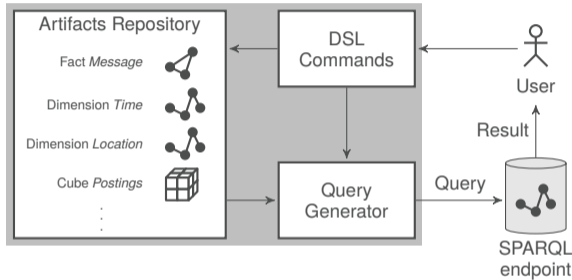 Artifacts Repository
Fact Message
Dimension Time
Dimension Location
Cube Postings
DSL
Commands
Query
Generator
User
Result
Query
SPARQL
endpoint